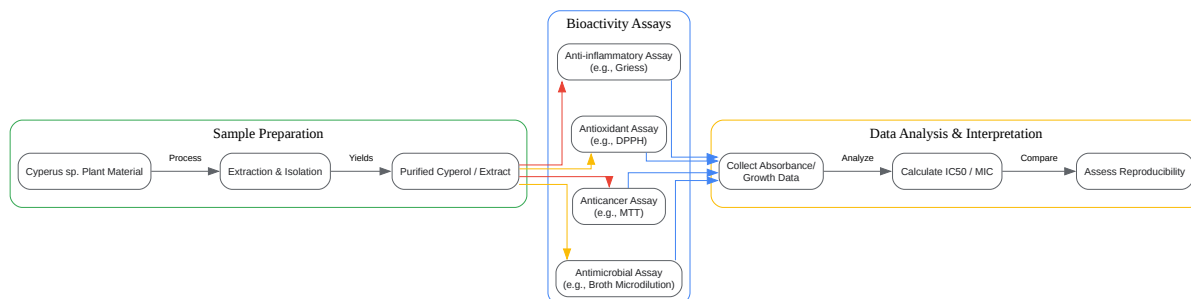 Bioactivity Assays
Anti-inflammatory Assay
(e.g., Griess)
Sample Preparation
Antioxidant Assay
(e.g., DPPH)
Data Analysis & Interpretation
Cyperus sp. Plant Material
Process
Extraction & Isolation
Yields
Purified Cyperol / Extract
Collect Absorbance/
Growth Data
Analyze
Calculate IC50 / MIC
Compare
Assess Reproducibility
Anticancer Assay
(e.g., MTT)
Antimicrobial Assay
(e.g., Broth Microdilution)